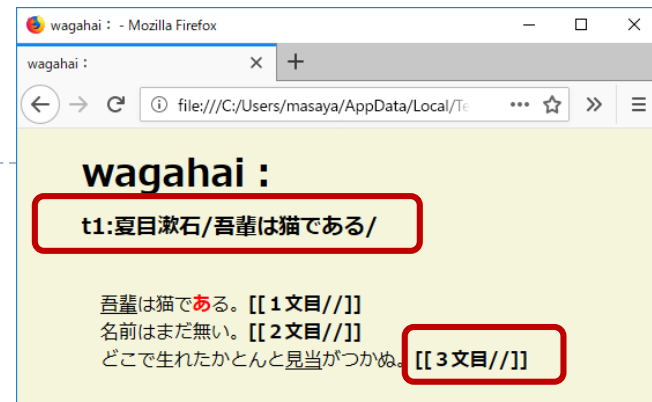 wagahai： - Mozilla Firefox
wagahai：
file:///C:/Users/masaya/AppData/Local/Te
wagahai：
t1:夏目漱石/吾輩は猫である/
吾輩は猫である。[[１文目//]]
名前はまだ無い。[[２文目//]]
どこで生れたかとんと見当がつかぬ。[[３文目//]]